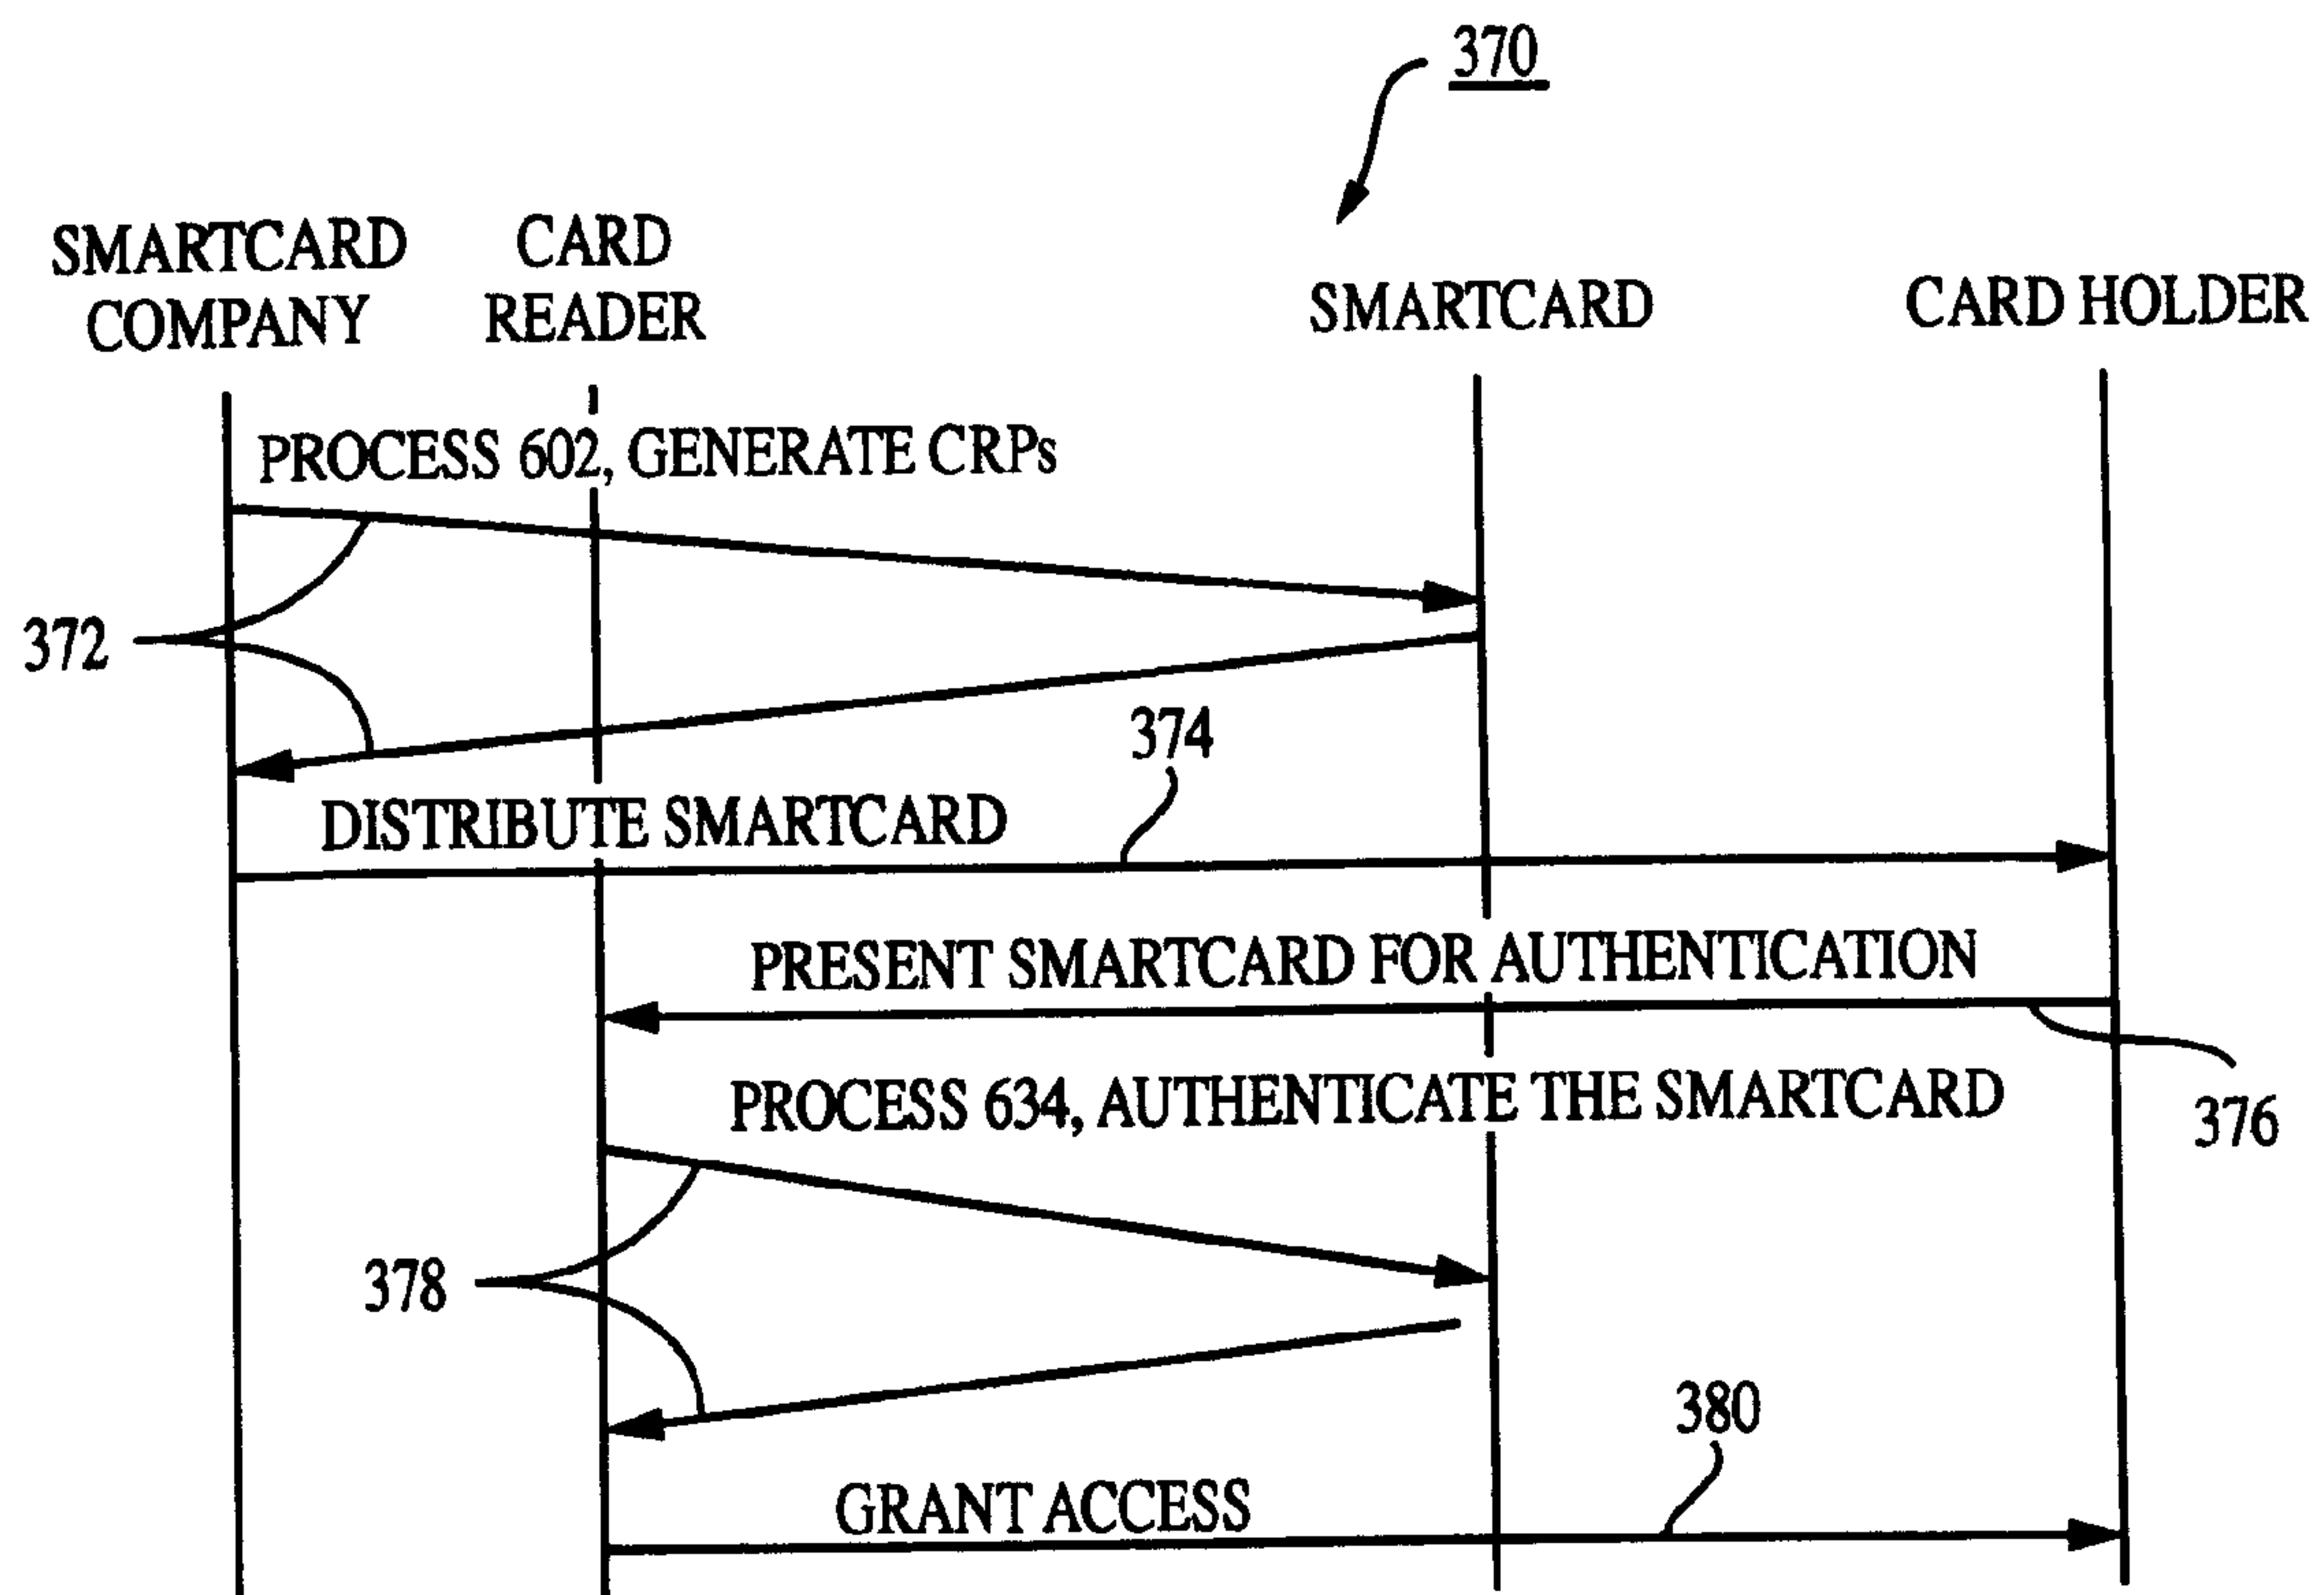 370
SMARTCARD
COMPANY
CARD
READER
SMARTCARD
CARD HOLDER
PROCESS 602, GENERATE CRPs
372
374
DISTRIBUTE SMARTCARD
PRESENT SMARTCARD FOR AUTHENTICATION
376
PROCESS 634, AUTHENTICATE THE SMARTCARD
378
380
GRANT ACCESS